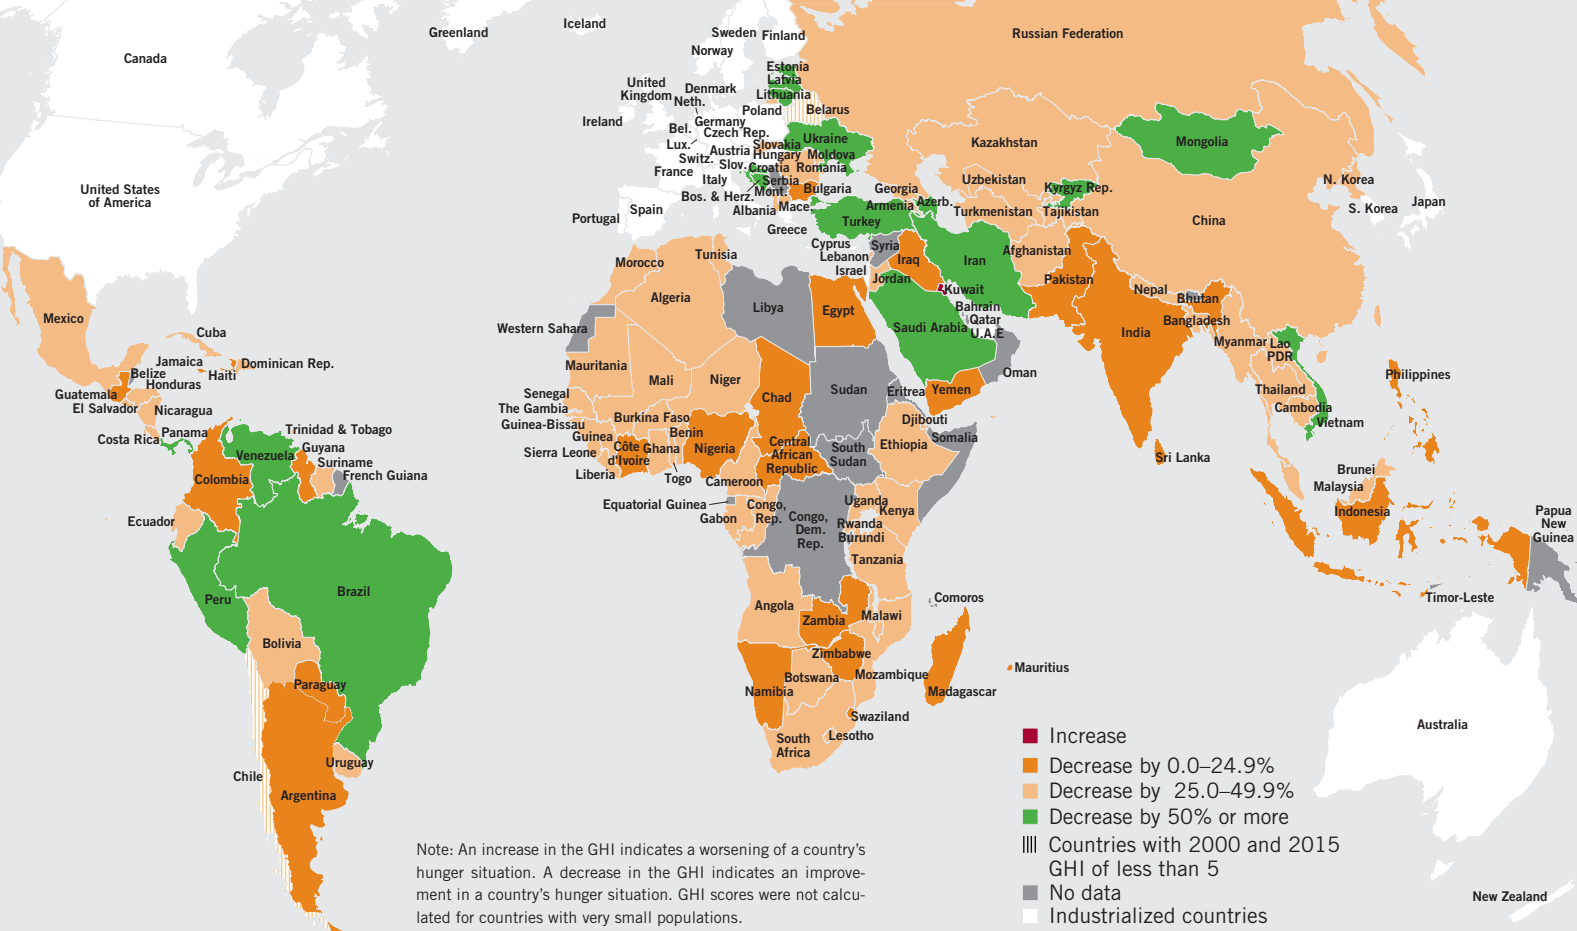 Greenland
Iceland
Sweden
Finland
Norway
Russian Federation
Canada
Estonia
Latvia
Lithuania
United
Kingdom
Denmark
Neth.
Poland
Belarus
Ireland
Germany
Bel.
Czech Rep.
Lux.
Slovakia
Ukraine
Austria
Hungary
Moldova
Switz.
Slov.
Croatia
Romania
France
Italy
Serbia
Bos. & Herz.
Mont.
Bulgaria
Georgia
Armenia
Azerb.
Kazakhstan
Mongolia
Uzbekistan
Kyrgyz Rep.
Turkmenistan
Tajikistan
N. Korea
S. Korea
Japan
China
United States
of America
Portugal
Spain
Albania
Mace.
Greece
Turkey
Cyprus
Lebanon
Israel
Syria
Iraq
Iran
Afghanistan
Jordan
Kuwait
Pakistan
Nepal
Bhutan
Bangladesh
India
Myanmar
Lao
PDR
Bahrain
Qatar
U.A.E
Saudi Arabia
Oman
Yemen
Morocco
Tunisia
Algeria
Libya
Egypt
Western Sahara
Mauritania
Mali
Niger
Chad
Sudan
Eritrea
Djibouti
Somalia
Ethiopia
Senegal
The Gambia
Guinea-Bissau
Guinea
Sierra Leone
Liberia
Burkina Faso
Côte
d'Ivoire
Ghana
Benin
Togo
Nigeria
Cameroon
Central
African
Republic
South
Sudan
Equatorial Guinea
Gabon
Congo,
Rep.
Congo,
Dem.
Rep.
Uganda
Kenya
Rwanda
Burundi
Tanzania
Angola
Zambia
Malawi
Comoros
Zimbabwe
Mozambique
Botswana
Namibia
Madagascar
Mauritius
Swaziland
Lesotho
South
Africa
Mexico
Cuba
Jamaica
Haiti
Dominican Rep.
Belize
Honduras
Guatemala
El Salvador
Nicaragua
Costa Rica
Panama
Trinidad & Tobago
Guyana
Suriname
French Guiana
Venezuela
Colombia
Ecuador
Peru
Brazil
Bolivia
Paraguay
Uruguay
Chile
Argentina
Thailand
Cambodia
Vietnam
Philippines
Sri Lanka
Brunei
Malaysia
Indonesia
Papua
New
Guinea
Timor-Leste
Australia
New Zealand
Increase
Decrease by 0.0–24.9%
Decrease by 25.0–49.9%
Decrease by 50% or more
Countries with 2000 and 2015
GHI of less than 5
No data
Industrialized countries
Note: An increase in the GHI indicates a worsening of a country's
hunger situation. A decrease in the GHI indicates an improve-
ment in a country's hunger situation. GHI scores were not calcu-
lated for countries with very small populations.